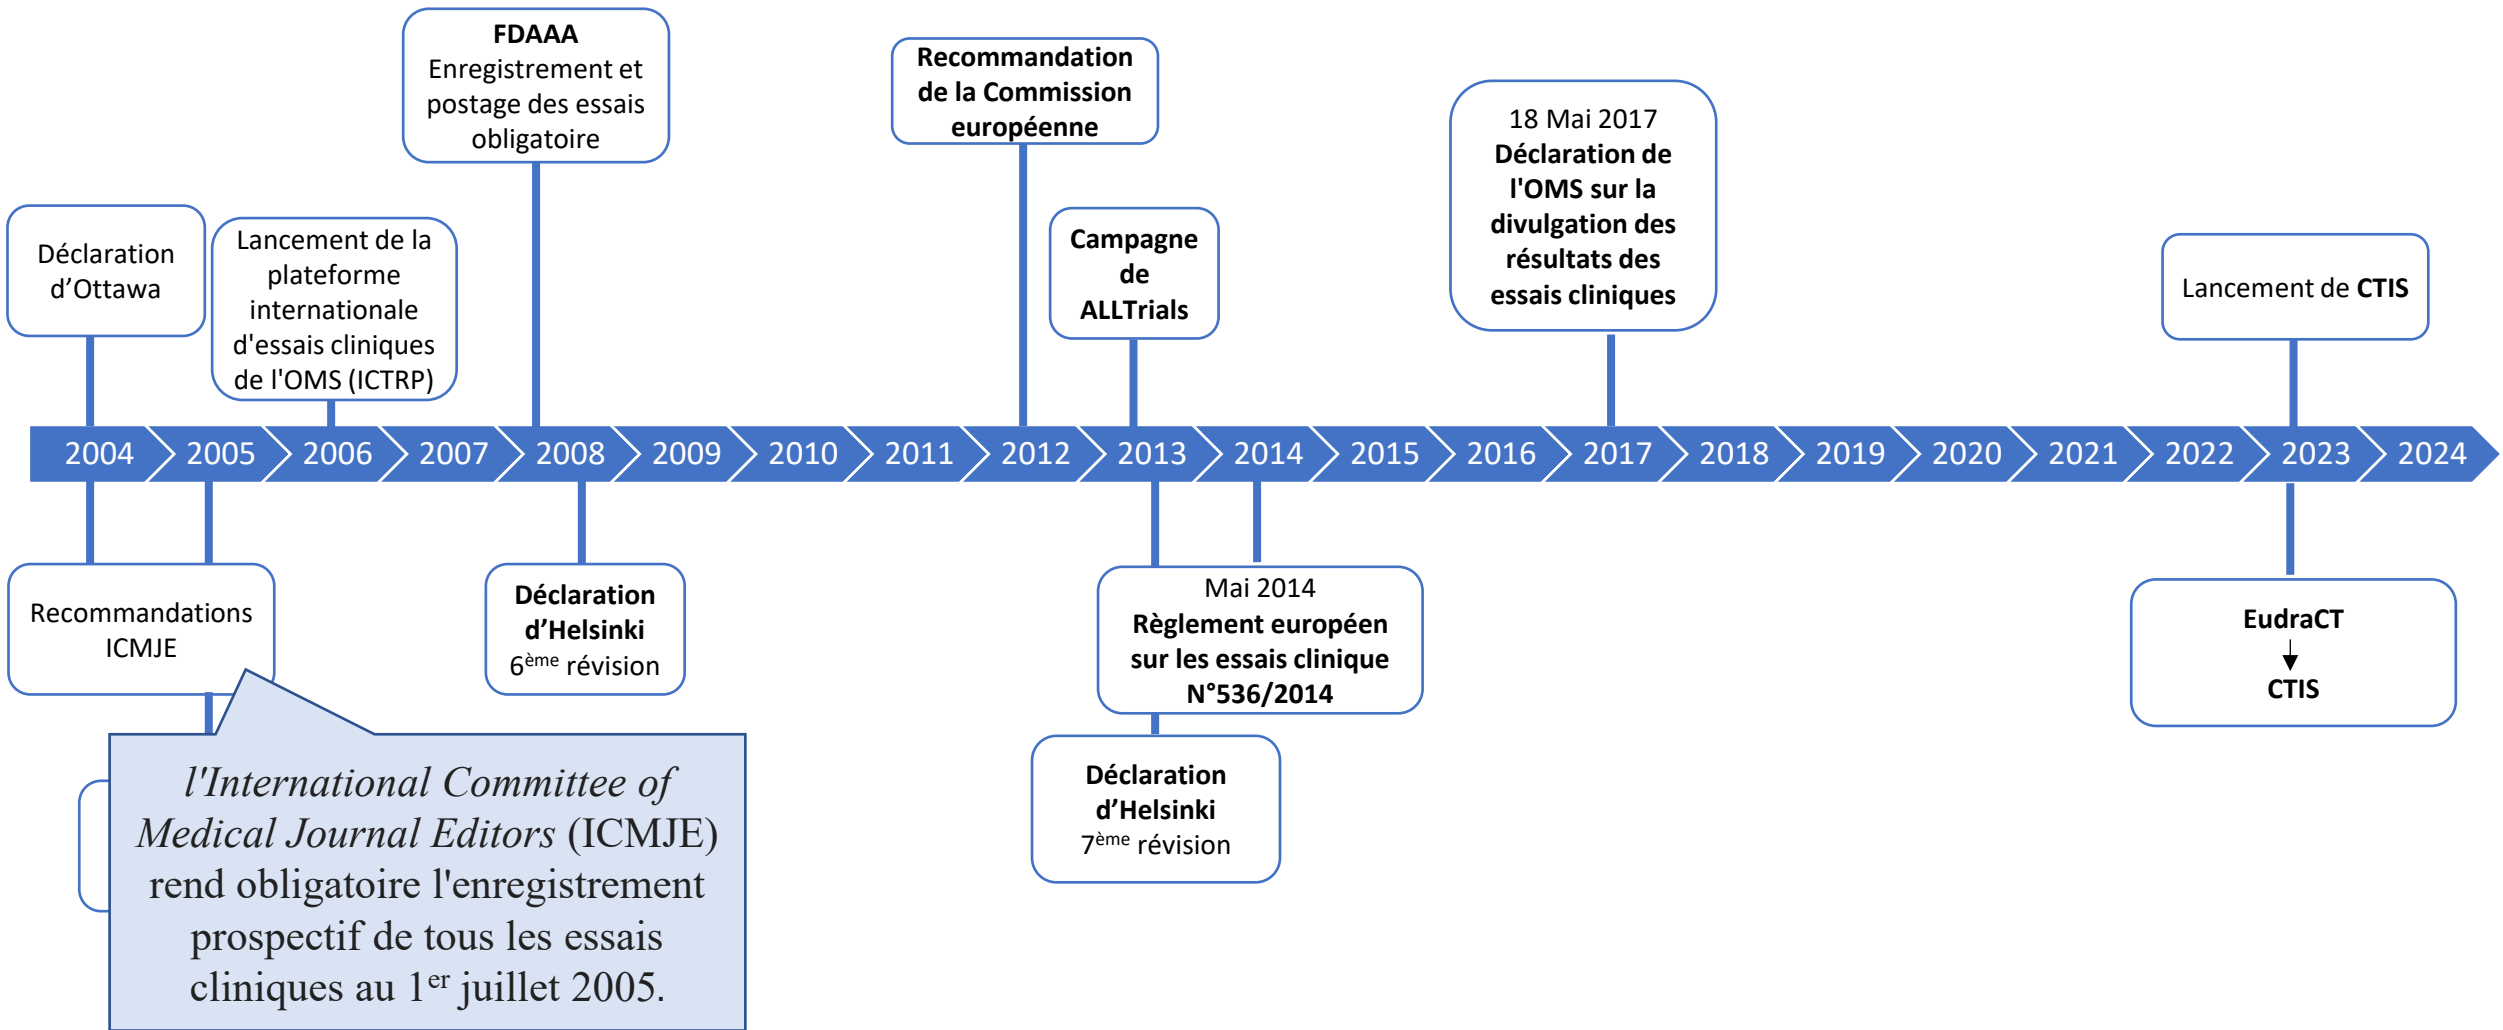 FDAAA
Enregistrement et
postage des essais
obligatoire
Recommandation
de la Commission
européenne
18 Mai 2017
Déclaration de
l'OMS sur la
divulgation des
résultats des
essais cliniques
Déclaration
d’Ottawa
Lancement de la
plateforme
internationale
d'essais cliniques
de l'OMS (ICTRP)
Campagne
de
ALLTrials
Lancement de CTIS
2004 2005 2006 2007 2008 2009 2010 2011 2012 2013 2014 2015 2016 2017 2018 2019 2020 2021 2022 2023 2024
Recommandations
ICMJE
Déclaration
d’Helsinki
6ème révision
Mai 2014
Règlement européen
sur les essais clinique
N°536/2014
EudraCT
CTIS
Déclaration
d’Helsinki
7ème révision
l'International Committee of
Medical Journal Editors (ICMJE)
rend obligatoire l'enregistrement
prospectif de tous les essais
cliniques au 1er juillet 2005.